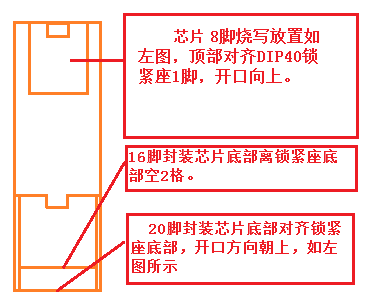 芯片 8脚烧写放置如
左图，顶部对齐DIP40锁
紧座1脚，开口向上。
16脚封装芯片底部离锁紧座底
部空2格。
20脚封装芯片底部对齐锁紧
座底部，开口方向朝上，如左
图所示